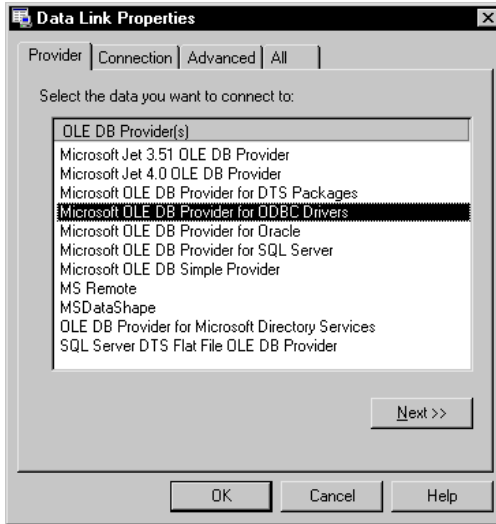 Data Link Properties
Provider Connection Advanced All
Select the data you want to connect to:
OLE DB Provider(s)
Microsoft Jet 3.51 OLE DB Provider
Microsoft Jet 4.0 OLE DB Provider
Microsoft OLE DB Provider for DTS Packages
Microsoft OLE DB Provider for ODBC Drivers
Microsoft OLE DB Provider for Oracle
Microsoft OLE DB Provider for SQL Server
Microsoft OLE DB Simple Provider
MS Remote
MSDataShape
OLE DB Provider for Microsoft Directory Services
SQL Server DTS Flat File OLE DB Provider
Next >>
OK Cancel Help